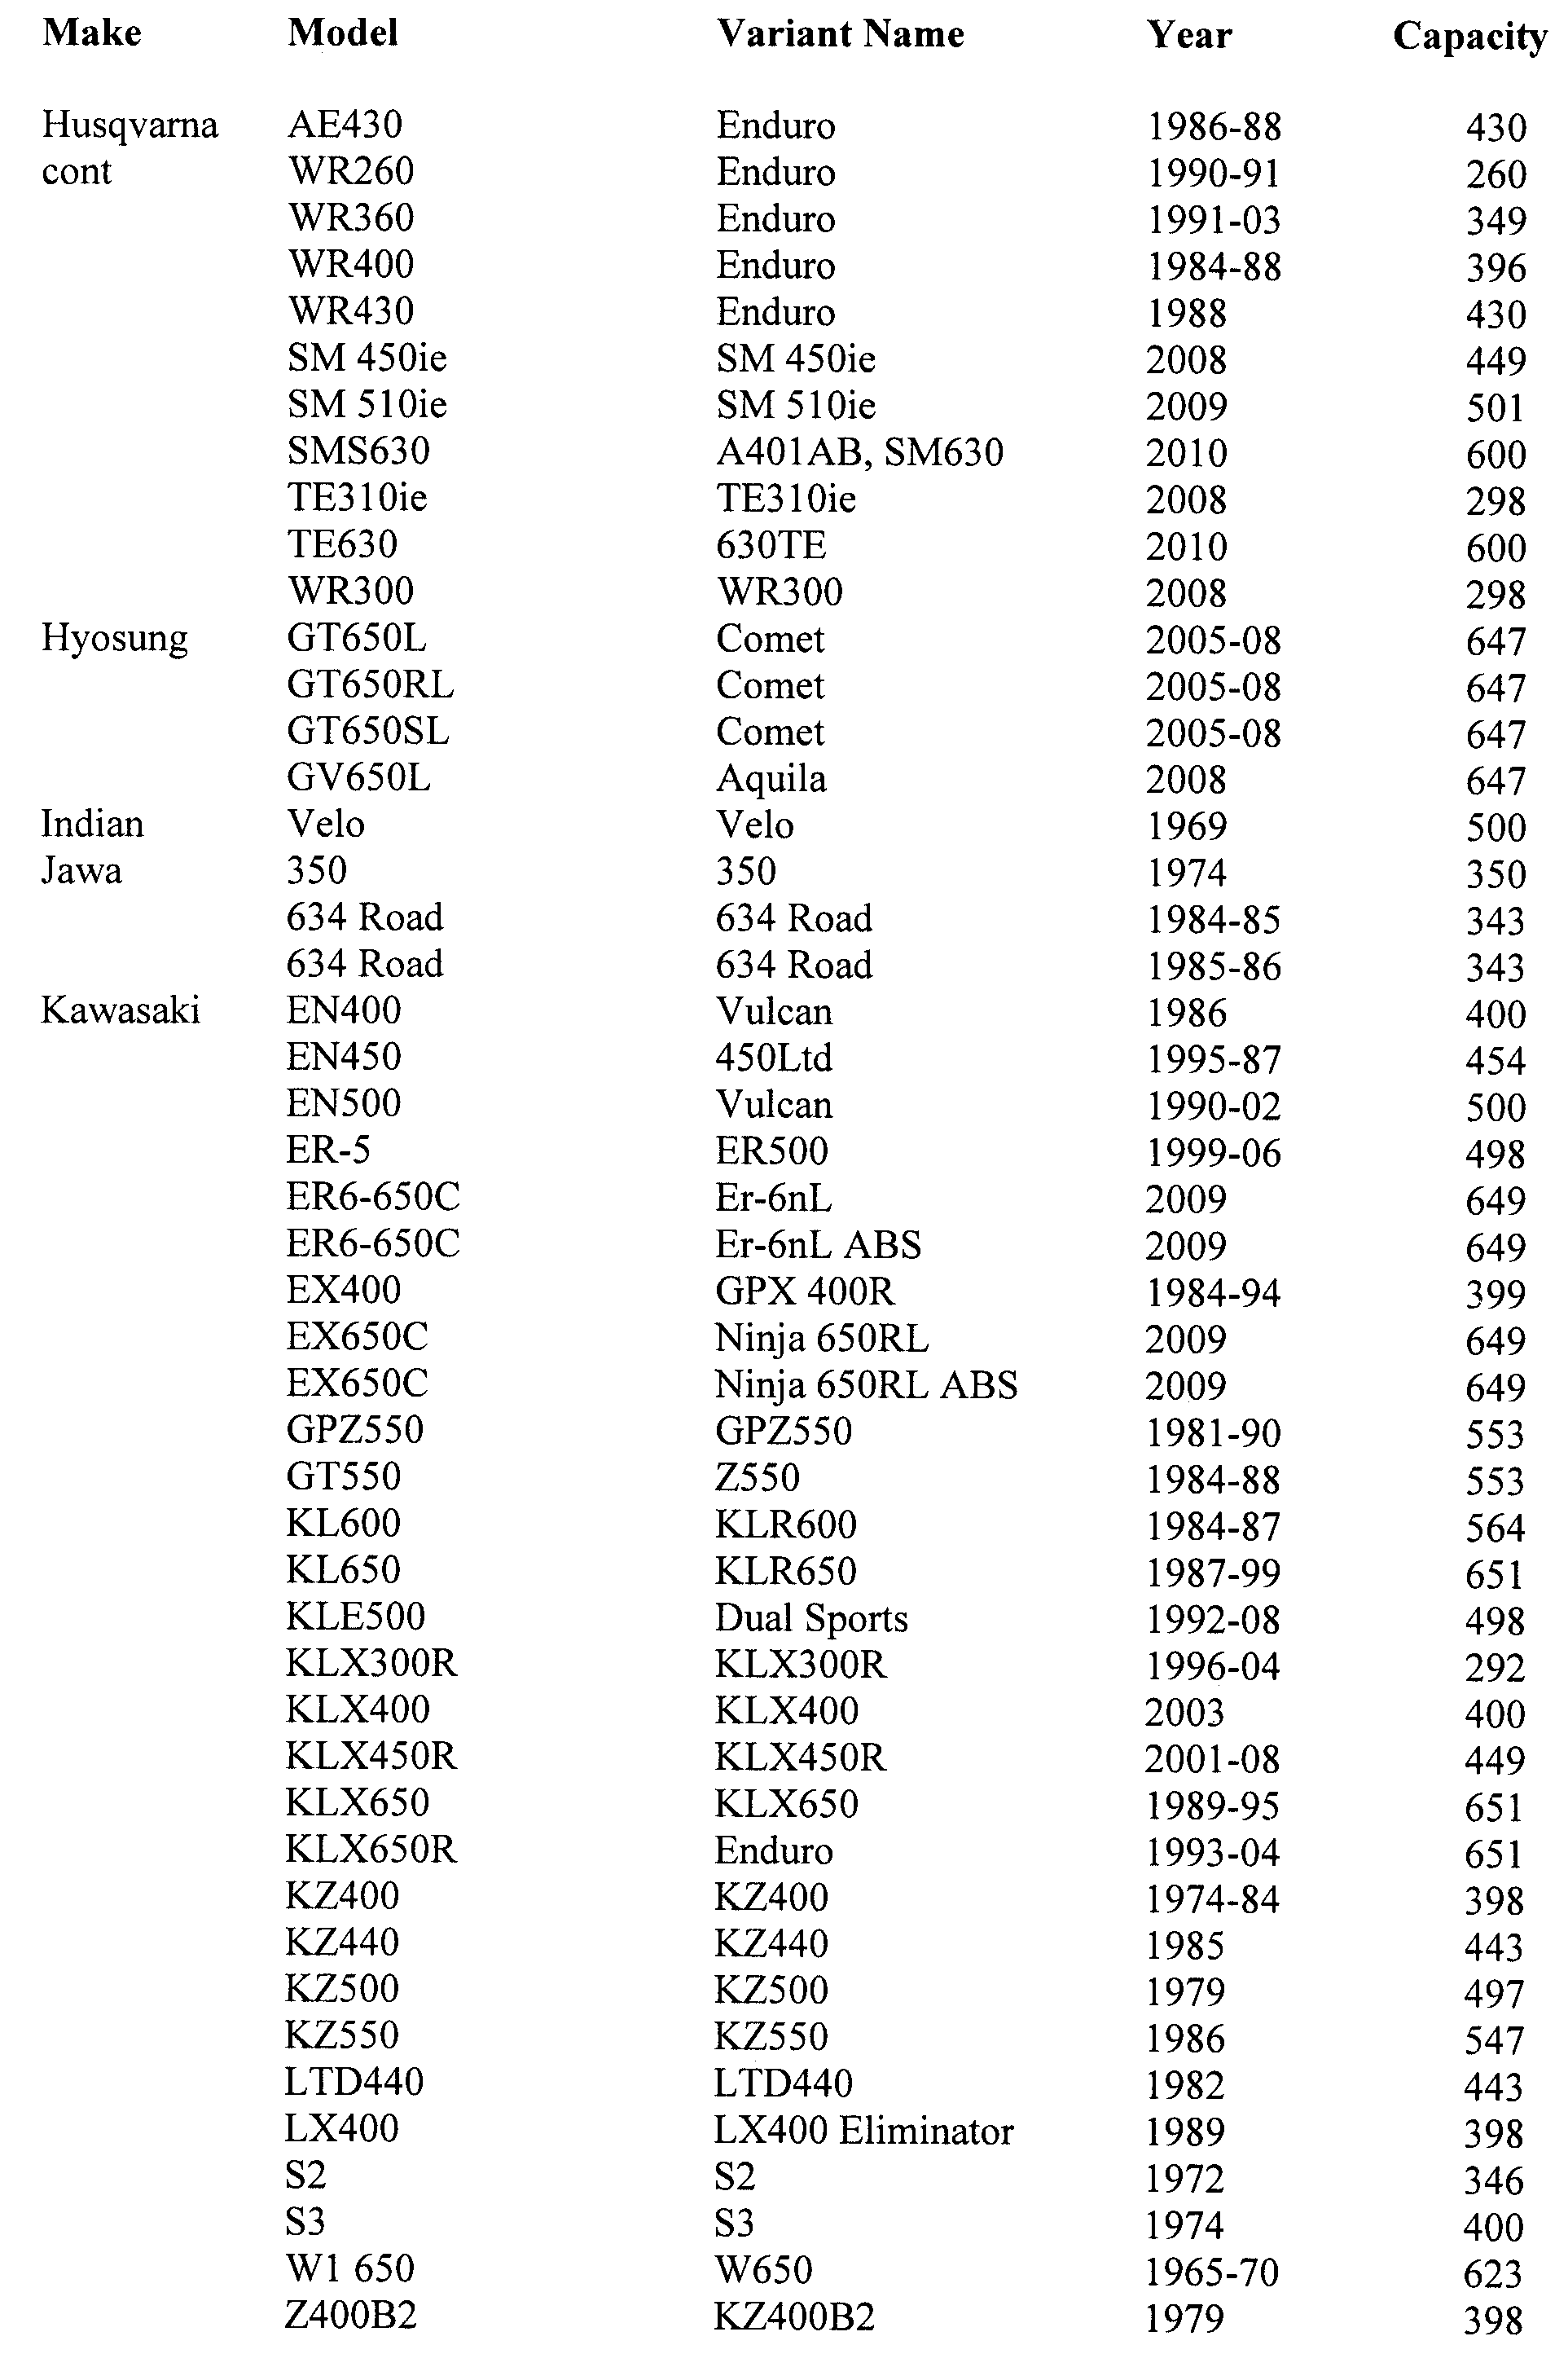 Make Model Variant Name Year Capacity
Husqvarna AE430 Enduro 1986-88 430
cont WR260 Enduro 1990-91 260
WR360 Enduro 1991-03 349
WR400 Enduro 1984-88 396
WR430 Enduro 1988 430
SM 450ie SM 450ie 2008 449
SM 510ie SM 510ie 2009 501
SMS630 A401AB, SM630 2010 600
TE310ie TE310ie 2008 298
TE630 630TE 2010 600
WR300 WR300 2008 298
Hyosung GT650L Comet 2005-08 647
GT650RL Comet 2005-08 647
GT650SL Comet 2005-08 647
GV650L Aquila 2008 647
Indian Velo Velo 1969 500
Jawa 350 350 1974 350
634 Road 634 Road 1984-85 343
634 Road 634 Road 1985-86 343
Kawasaki EN400 Vulcan 1986 400
EN450 450Ltd 1995-87 454
EN500 Vulcan 1990-02 500
ER-5 ER500 1999-06 498
ER6-650C Er-6nL 2009 649
ER6-650C Er-6nL ABS 2009 649
EX400 GPX 400R 1984-94 399
EX650C Ninja 650RL 2009 649
EX650C Ninja 650RL ABS 2009 649
GPZ550 GPZ550 1981-90 553
GT550 Z550 1984-88 553
KL600 KLR600 1984-87 564
KL650 KLR650 1987-99 651
KLE500 Dual Sports 1992-08 498
KLX300R KLX300R 1996-04 292
KLX400 KLX400 2003 400
KLX450R KLX450R 2001-08 449
KLX650 KLX650 1989-95 651
KLX650R Enduro 1993-04 651
KZ400 KZ400 1974-84 398
KZ440 KZ440 1985 443
KZ500 KZ500 1979 497
KZ550 KZ550 1986 547
LTD440 LTD440 1982 443
LX400 LX400 Eliminator 1989 398
S2 S2 1972 346
S3 S3 1974 400
W1 650 W650 1965-70 623
Z400B2 KZ400B2 1979 398